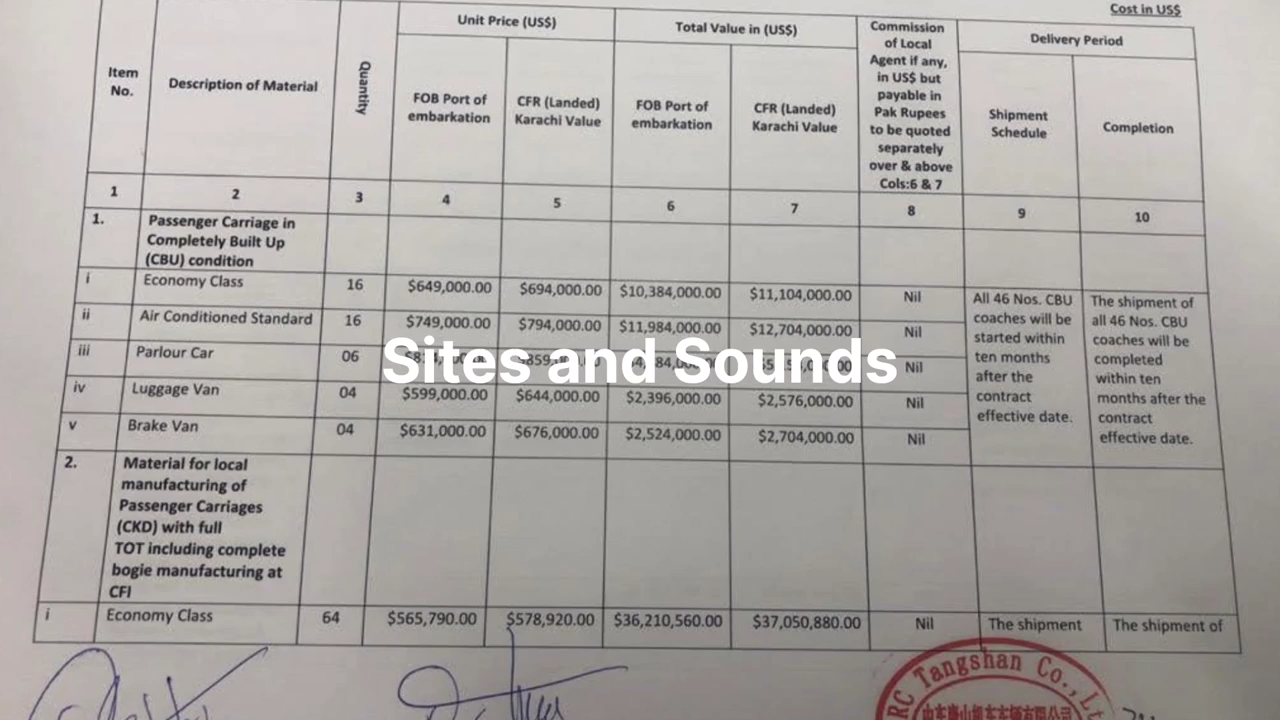 Cost in US$
Item No.
Description of Material
Quantity
Unit Price (US$)
Total Value in (US$)
Commission of Local Agent if any, in US$ but payable in Pak Rupees to be quoted separately over & above Cols:6 & 7
Delivery Period
FOB Port of embarkation
CFR (Landed) Karachi Value
FOB Port of embarkation
CFR (Landed) Karachi Value
Shipment Schedule
Completion
1 2 3 4 5 6 7 8 9 10
1. Passenger Carriage in
Completely Built Up
(CBU) condition
i Economy Class 16 $649,000.00 $694,000.00 $10,384,000.00 $11,104,000.00 Nil
ii Air Conditioned Standard 16 $749,000.00 $794,000.00 $11,984,000.00 $12,704,000.00 Nil
iii Parlour Car 06 Nil
Sites and Sounds
iv Luggage Van 04 $599,000.00 $644,000.00 $2,396,000.00 $2,576,000.00 Nil
v Brake Van 04 $631,000.00 $676,000.00 $2,524,000.00 $2,704,000.00 Nil
All 46 Nos. CBU
coaches will be
started within
ten months
after the
contract
effective date.
The shipment of
all 46 Nos. CBU
coaches will be
completed
within ten
months after the
contract
effective date.
2. Material for local
manufacturing of
Passenger Carriages
(CKD) with full
TOT including complete
bogie manufacturing at
CFI
i Economy Class 64 $565,790.00 $578,920.00 $36,210,560.00 $37,050,880.00 Nil The shipment The shipment of
RC Tangshan Co., Lt